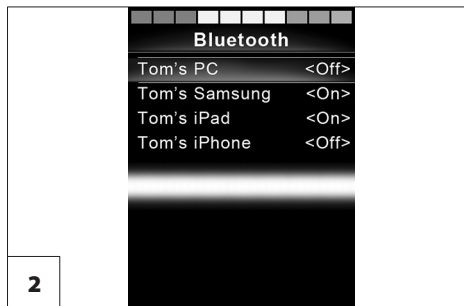 Bluetooth
Tom's PC <Off>
Tom's Samsung <On>
Tom's iPad <On>
Tom's iPhone <Off>
2